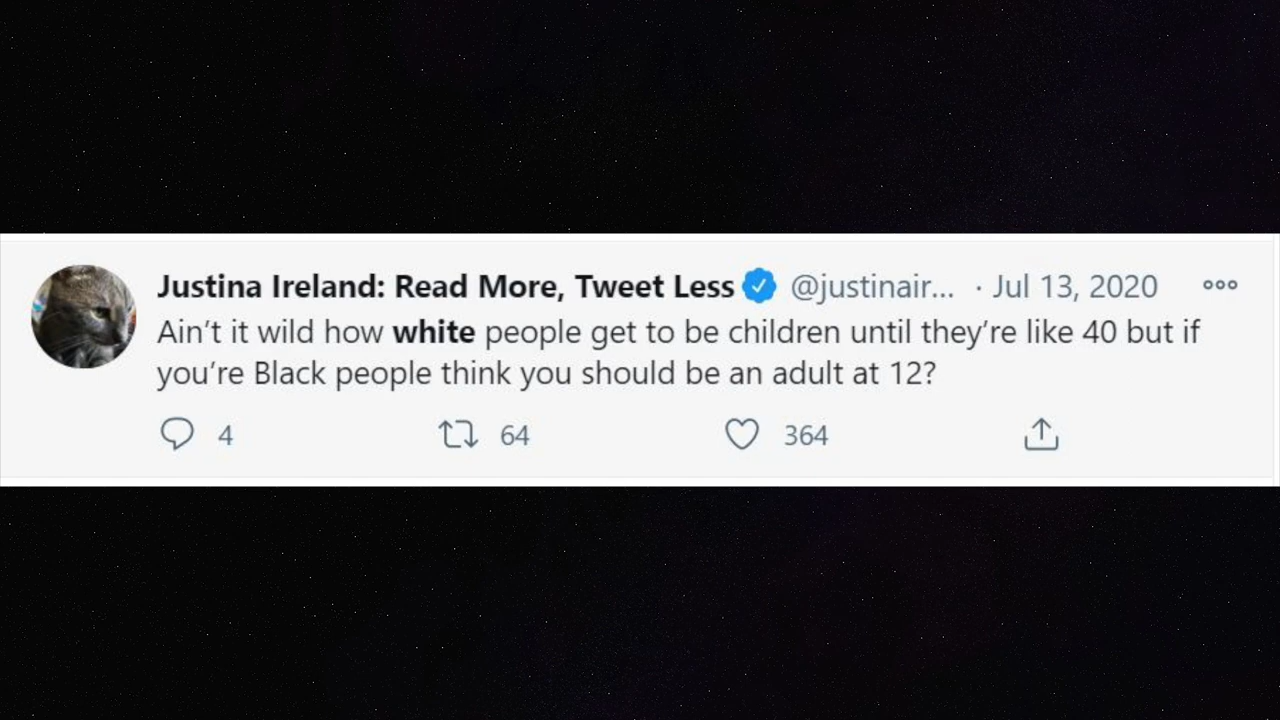 Justina Ireland: Read More, Tweet Less @justinair... · Jul 13, 2020
Ain't it wild how white people get to be children until they're like 40 but if
you're Black people think you should be an adult at 12?
4 64 364